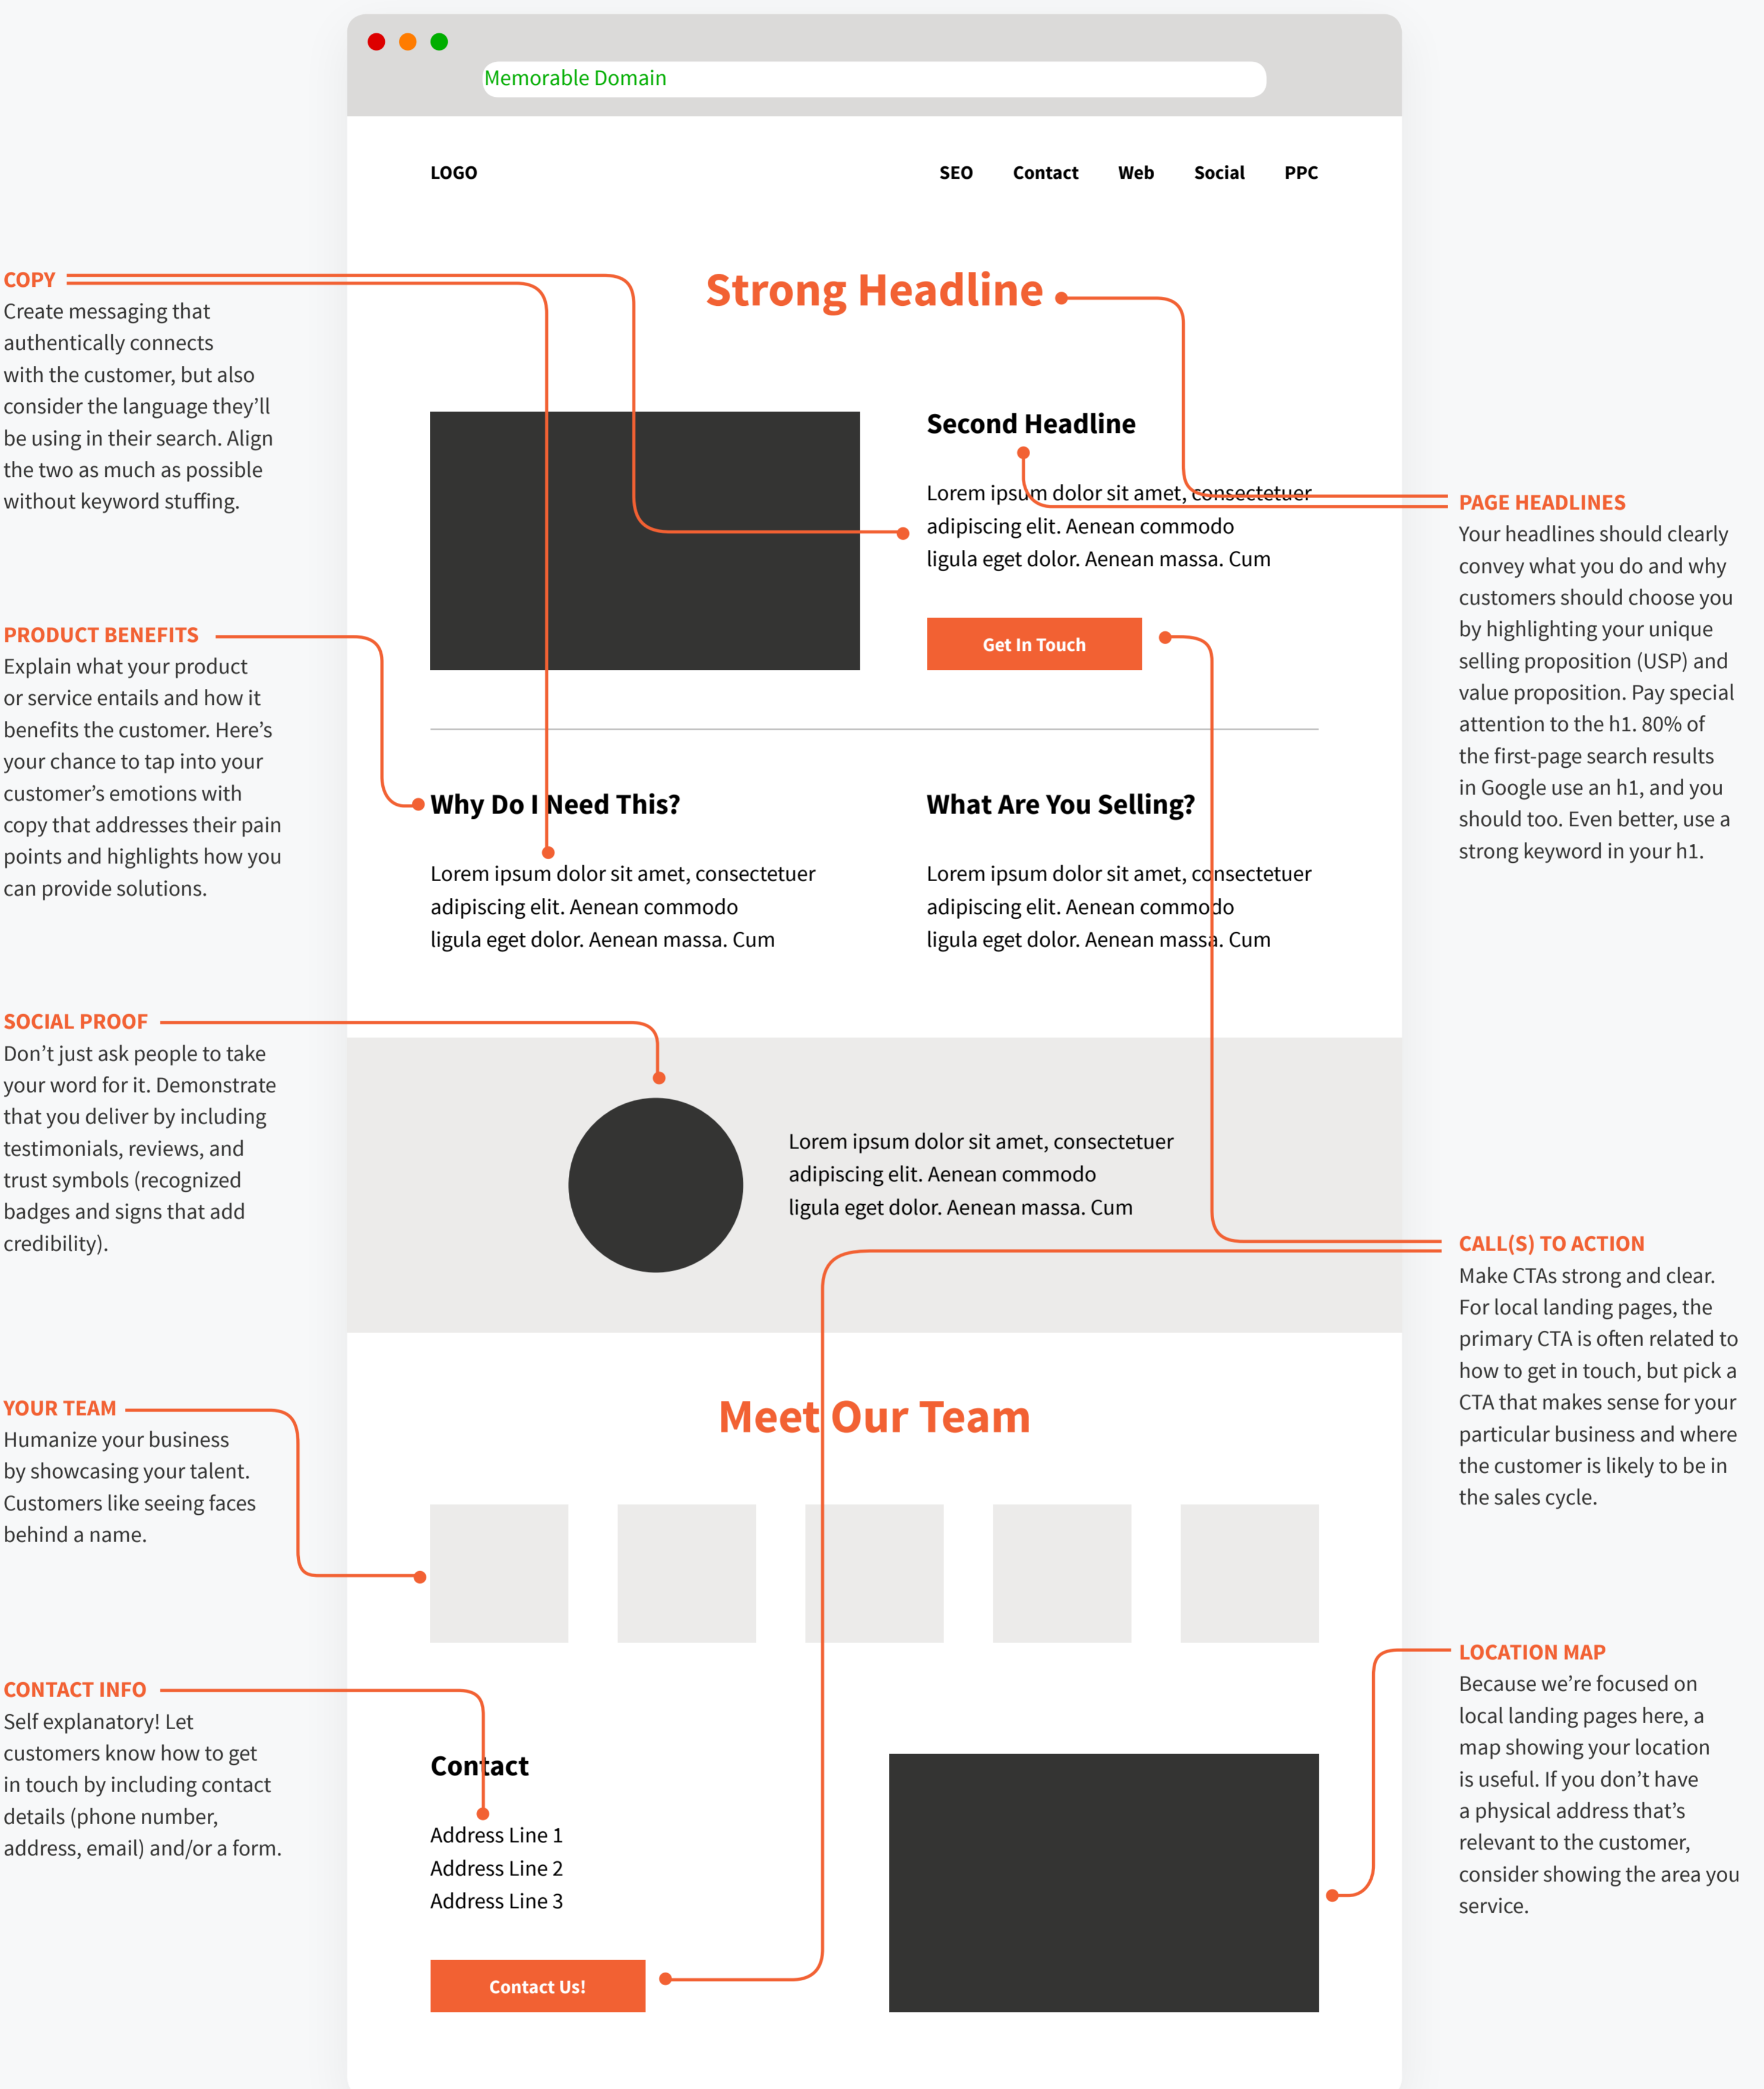 Memorable Domain
LOGO
SEO Contact Web Social PPC
Strong Headline
Second Headline
Lorem ipsum dolor sit amet, consectetuer
adipiscing elit. Aenean commodo
ligula eget dolor. Aenean massa. Cum
Get In Touch
Why Do I Need This?
Lorem ipsum dolor sit amet, consectetuer
adipiscing elit. Aenean commodo
ligula eget dolor. Aenean massa. Cum
What Are You Selling?
Lorem ipsum dolor sit amet, consectetuer
adipiscing elit. Aenean commodo
ligula eget dolor. Aenean massa. Cum
Lorem ipsum dolor sit amet, consectetuer
adipiscing elit. Aenean commodo
ligula eget dolor. Aenean massa. Cum
Meet Our Team
Contact
Address Line 1
Address Line 2
Address Line 3
Contact Us!
COPY
Create messaging that
authentically connects
with the customer, but also
consider the language they’ll
be using in their search. Align
the two as much as possible
without keyword stuffing.
PRODUCT BENEFITS
Explain what your product
or service entails and how it
benefits the customer. Here’s
your chance to tap into your
customer’s emotions with
copy that addresses their pain
points and highlights how you
can provide solutions.
SOCIAL PROOF
Don’t just ask people to take
your word for it. Demonstrate
that you deliver by including
testimonials, reviews, and
trust symbols (recognized
badges and signs that add
credibility).
YOUR TEAM
Humanize your business
by showcasing your talent.
Customers like seeing faces
behind a name.
CONTACT INFO
Self explanatory! Let
customers know how to get
in touch by including contact
details (phone number,
address, email) and/or a form.
PAGE HEADLINES
Your headlines should clearly
convey what you do and why
customers should choose you
by highlighting your unique
selling proposition (USP) and
value proposition. Pay special
attention to the h1. 80% of
the first-page search results
in Google use an h1, and you
should too. Even better, use a
strong keyword in your h1.
CALL(S) TO ACTION
Make CTAs strong and clear.
For local landing pages, the
primary CTA is often related to
how to get in touch, but pick a
CTA that makes sense for your
particular business and where
the customer is likely to be in
the sales cycle.
LOCATION MAP
Because we’re focused on
local landing pages here, a
map showing your location
is useful. If you don’t have
a physical address that’s
relevant to the customer,
consider showing the area you
service.